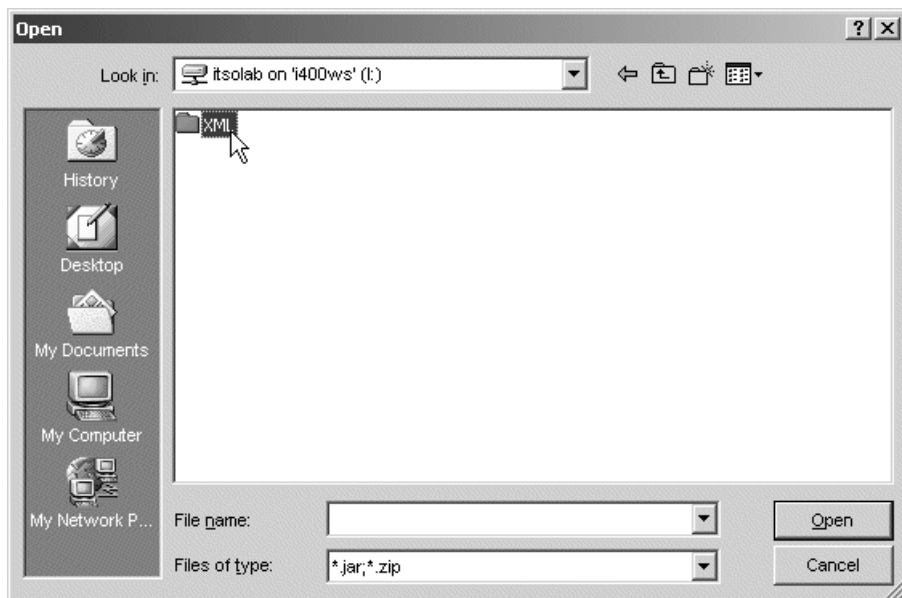 Open
Look in: itsolab on 'i400ws' (I:)
XML
History
Desktop
My Documents
My Computer
My Network P...
File name:
Open
Files of type: *.jar;*.zip
Cancel